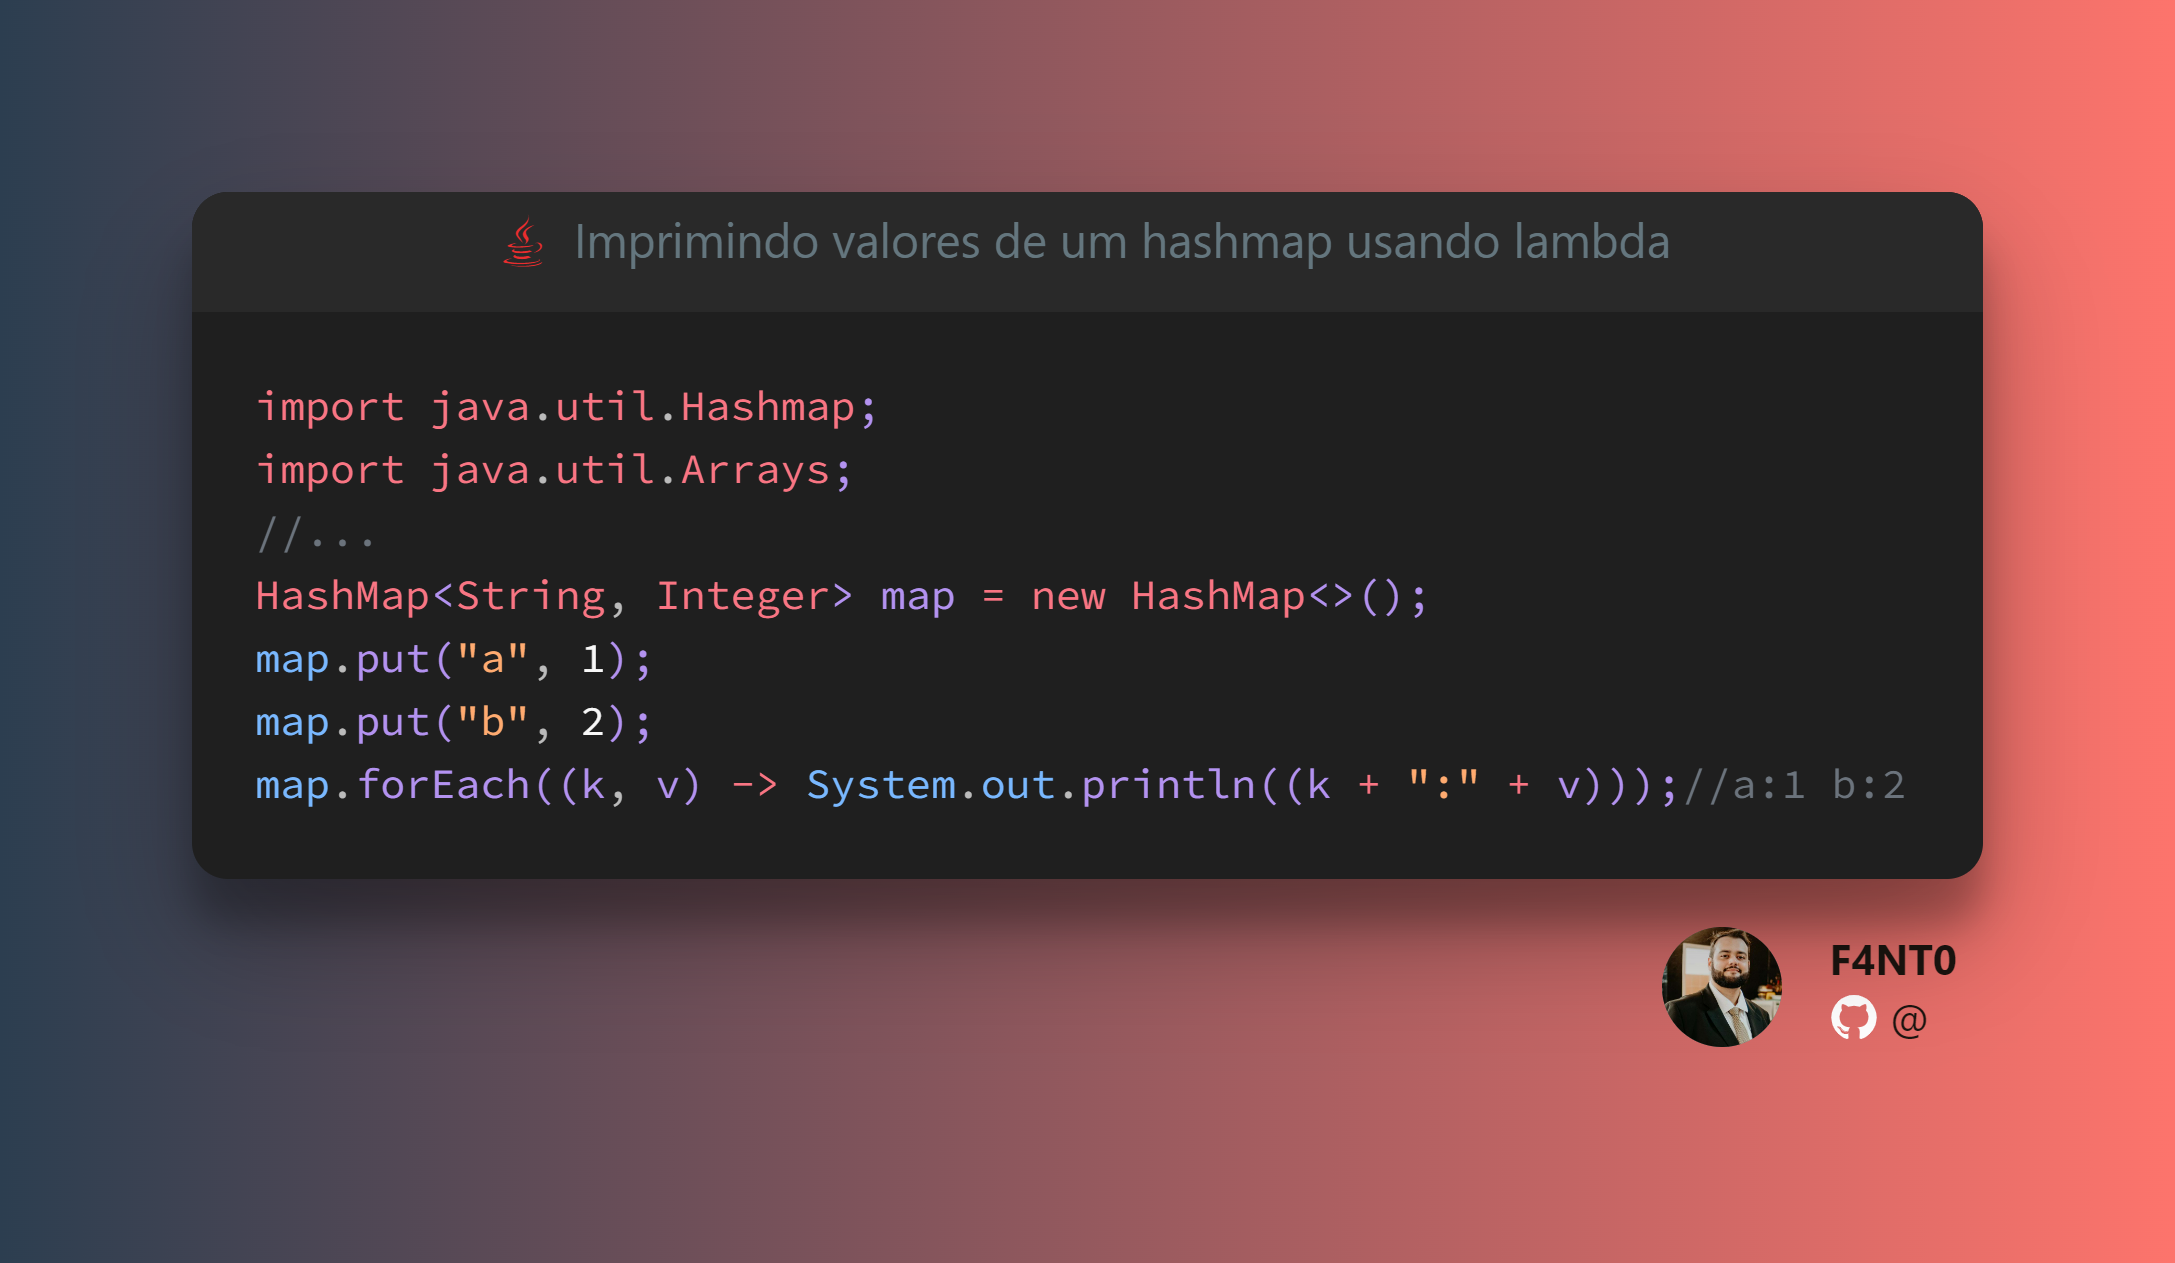 Imprimindo valores de um hashmap usando lambda
import java.util.Hashmap;
import java.util.Arrays;
//...
HashMap<String, Integer> map = new HashMap<>();
map.put("a", 1);
map.put("b", 2);
map.forEach((k, v) -> System.out.println((k + ":" + v)));//a:1 b:2
F4NT0
@